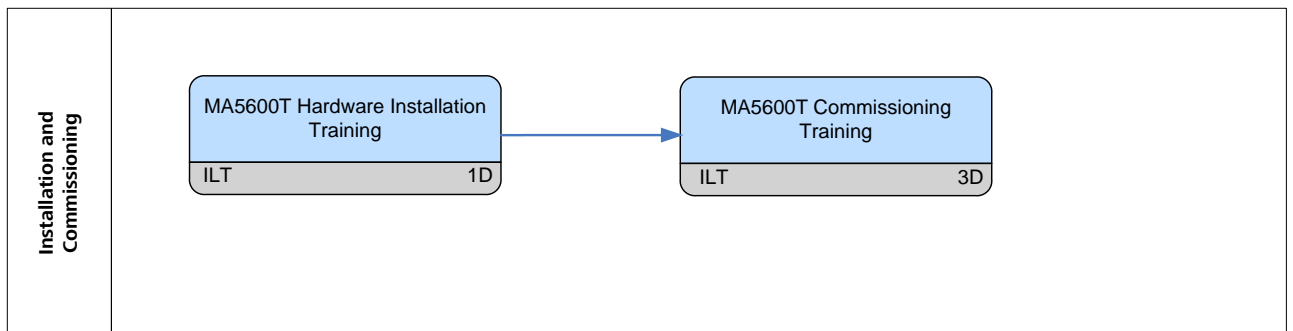 Installation and
Commissioning
MA5600T Hardware Installation
Training
ILT 1D
MA5600T Commissioning
Training
ILT 3D